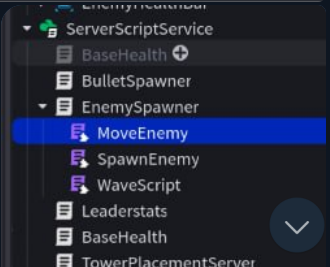 EnemyHealthBar
ServerScriptService
BaseHealth
BulletSpawner
EnemySpawner
MoveEnemy
SpawnEnemy
WaveScript
Leaderstats
BaseHealth
TowerPlacementServer